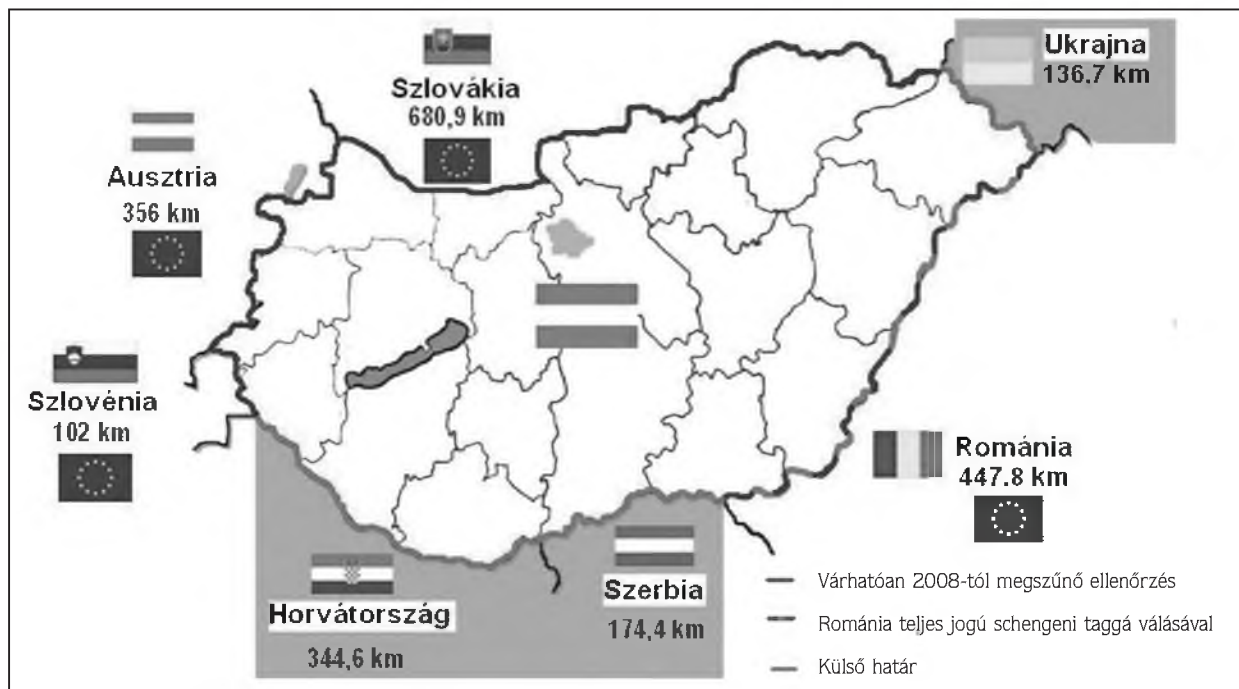 Ukrajna
136.7 km
Szlovákia
680,9 km
Ausztria
356 km
Szlovénia
102 km
Románia
447.8 km
Horvátország
344,6 km
Szerbia
174,4 km
Várhatóan 2008-tól megszűnő ellenőrzés
Románia teljes jogú schengeni taggá válásával
Külső határ